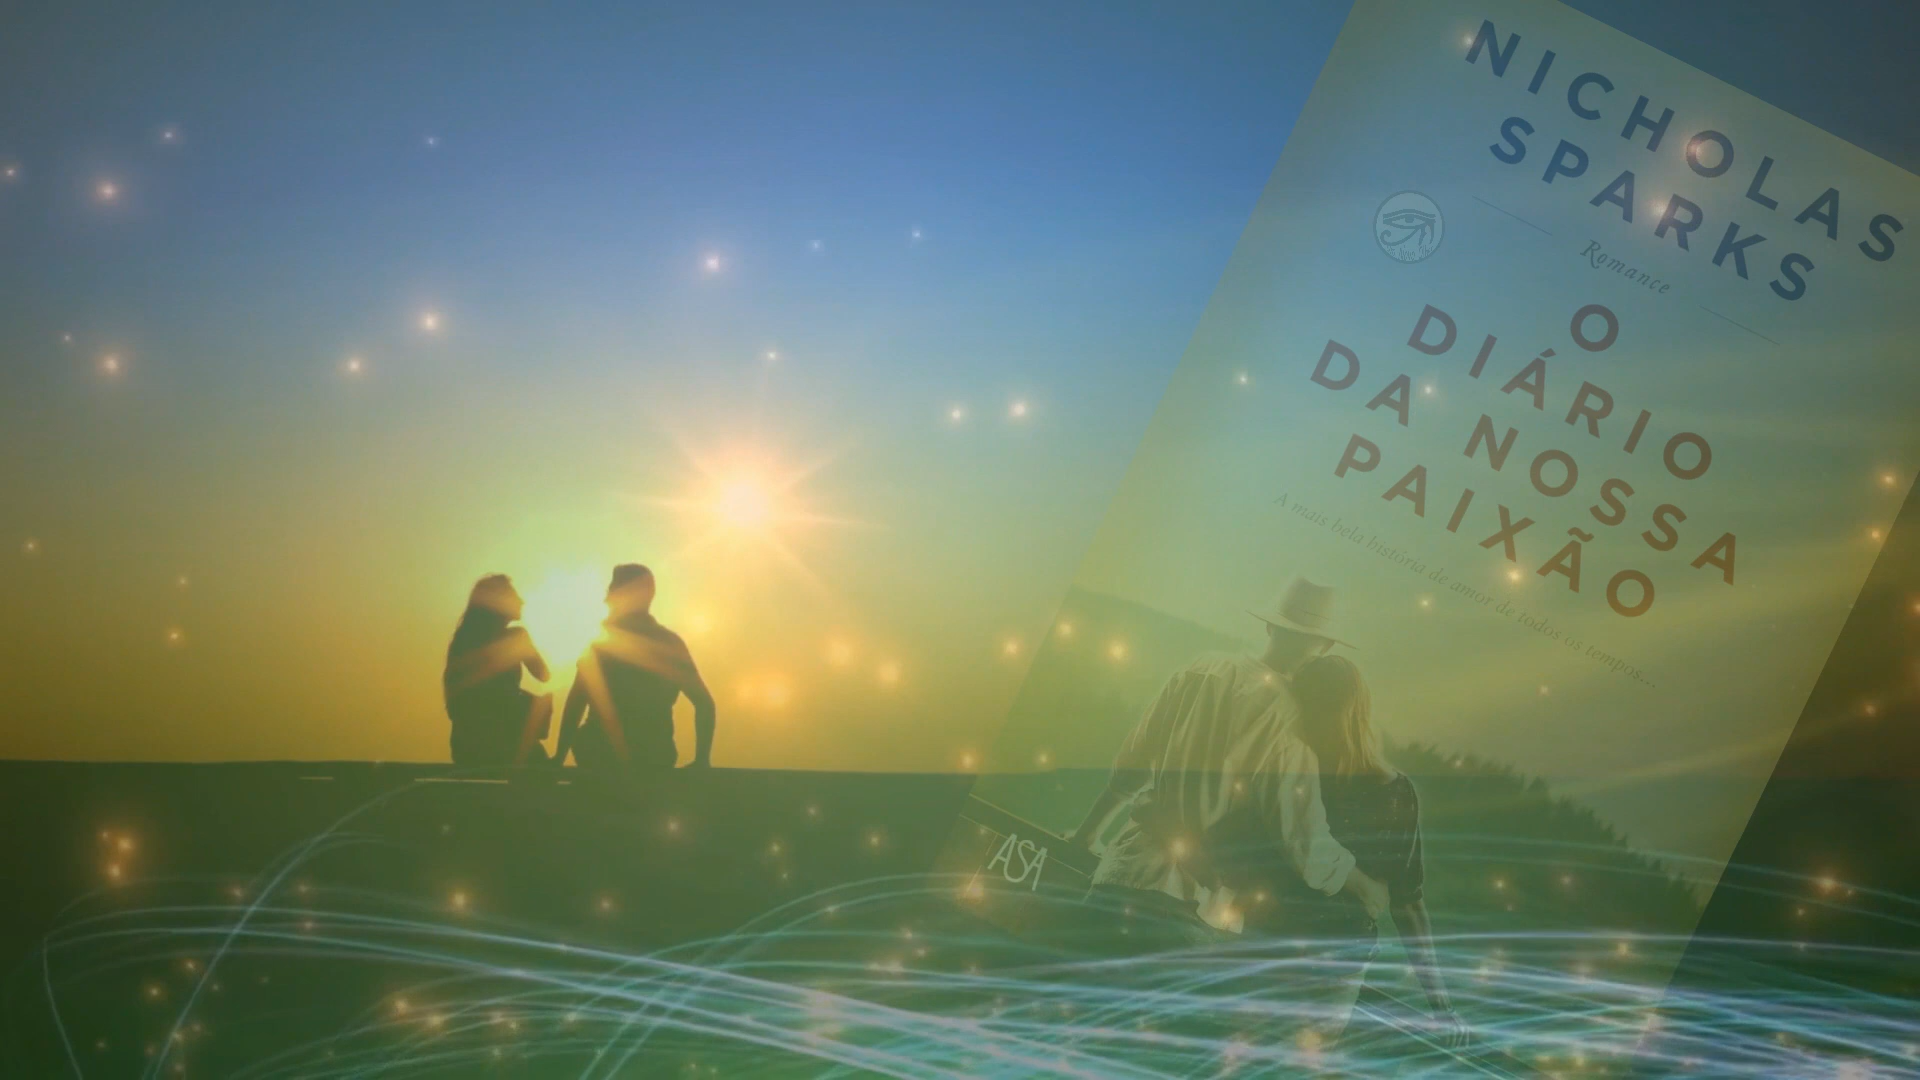 NICHOLAS
SPARKS
Romance
O
DIÁRIO
DA NOSSA
PAIXÃO
A mais bela história de amor de todos os tempos...
ASA